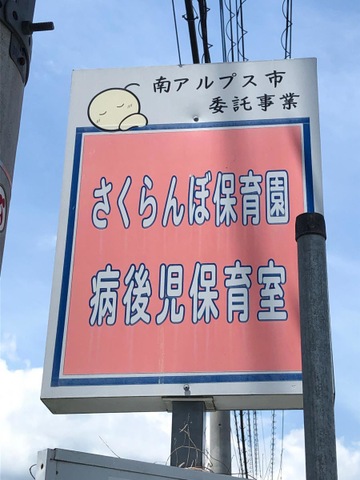 南アルプス市
委託事業
さくらんぼ保育園
病後児保育室